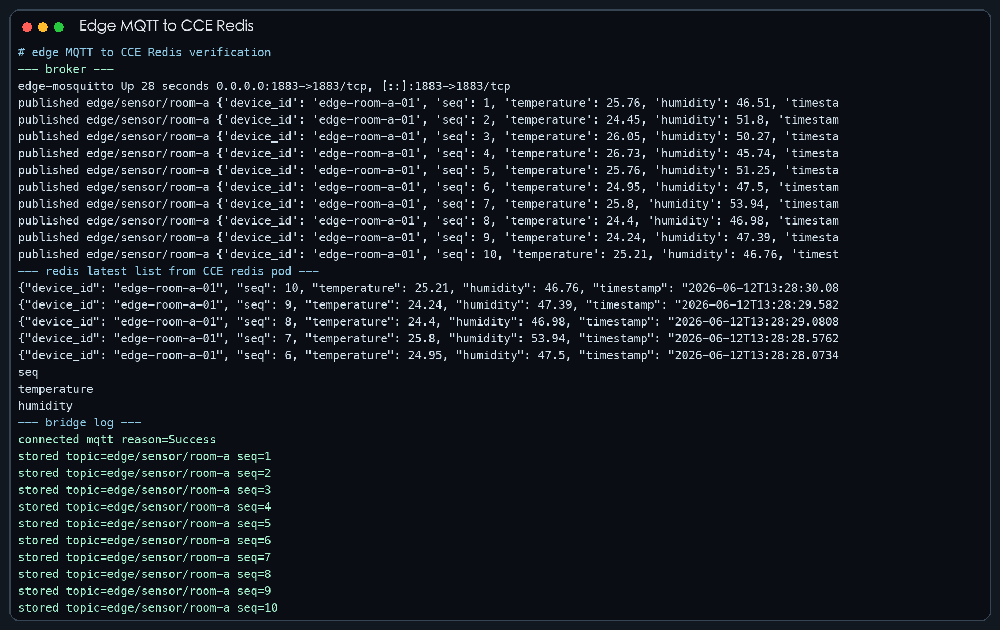 Edge MQTT to CCE Redis
# edge MQTT to CCE Redis verification
--- broker ---
edge-mosquitto Up 28 seconds 0.0.0.0:1883->1883/tcp, [::]:1883->1883/tcp
published edge/sensor/room-a {'device_id': 'edge-room-a-01', 'seq': 1, 'temperature': 25.76, 'humidity': 46.51, 'timesta
published edge/sensor/room-a {'device_id': 'edge-room-a-01', 'seq': 2, 'temperature': 24.45, 'humidity': 51.8, 'timestam
published edge/sensor/room-a {'device_id': 'edge-room-a-01', 'seq': 3, 'temperature': 26.05, 'humidity': 50.27, 'timesta
published edge/sensor/room-a {'device_id': 'edge-room-a-01', 'seq': 4, 'temperature': 26.73, 'humidity': 45.74, 'timesta
published edge/sensor/room-a {'device_id': 'edge-room-a-01', 'seq': 5, 'temperature': 25.76, 'humidity': 51.25, 'timesta
published edge/sensor/room-a {'device_id': 'edge-room-a-01', 'seq': 6, 'temperature': 24.95, 'humidity': 47.5, 'timestam
published edge/sensor/room-a {'device_id': 'edge-room-a-01', 'seq': 7, 'temperature': 25.8, 'humidity': 53.94, 'timestam
published edge/sensor/room-a {'device_id': 'edge-room-a-01', 'seq': 8, 'temperature': 24.4, 'humidity': 46.98, 'timestam
published edge/sensor/room-a {'device_id': 'edge-room-a-01', 'seq': 9, 'temperature': 24.24, 'humidity': 47.39, 'timesta
published edge/sensor/room-a {'device_id': 'edge-room-a-01', 'seq': 10, 'temperature': 25.21, 'humidity': 46.76, 'timest
--- redis latest list from CCE redis pod ---
{"device_id": "edge-room-a-01", "seq": 10, "temperature": 25.21, "humidity": 46.76, "timestamp": "2026-06-12T13:28:30.08
{"device_id": "edge-room-a-01", "seq": 9, "temperature": 24.24, "humidity": 47.39, "timestamp": "2026-06-12T13:28:29.582
{"device_id": "edge-room-a-01", "seq": 8, "temperature": 24.4, "humidity": 46.98, "timestamp": "2026-06-12T13:28:29.0808
{"device_id": "edge-room-a-01", "seq": 7, "temperature": 25.8, "humidity": 53.94, "timestamp": "2026-06-12T13:28:28.5762
{"device_id": "edge-room-a-01", "seq": 6, "temperature": 24.95, "humidity": 47.5, "timestamp": "2026-06-12T13:28:28.0734
seq
temperature
humidity
--- bridge log ---
connected mqtt reason=Success
stored topic=edge/sensor/room-a seq=1
stored topic=edge/sensor/room-a seq=2
stored topic=edge/sensor/room-a seq=3
stored topic=edge/sensor/room-a seq=4
stored topic=edge/sensor/room-a seq=5
stored topic=edge/sensor/room-a seq=6
stored topic=edge/sensor/room-a seq=7
stored topic=edge/sensor/room-a seq=8
stored topic=edge/sensor/room-a seq=9
stored topic=edge/sensor/room-a seq=10